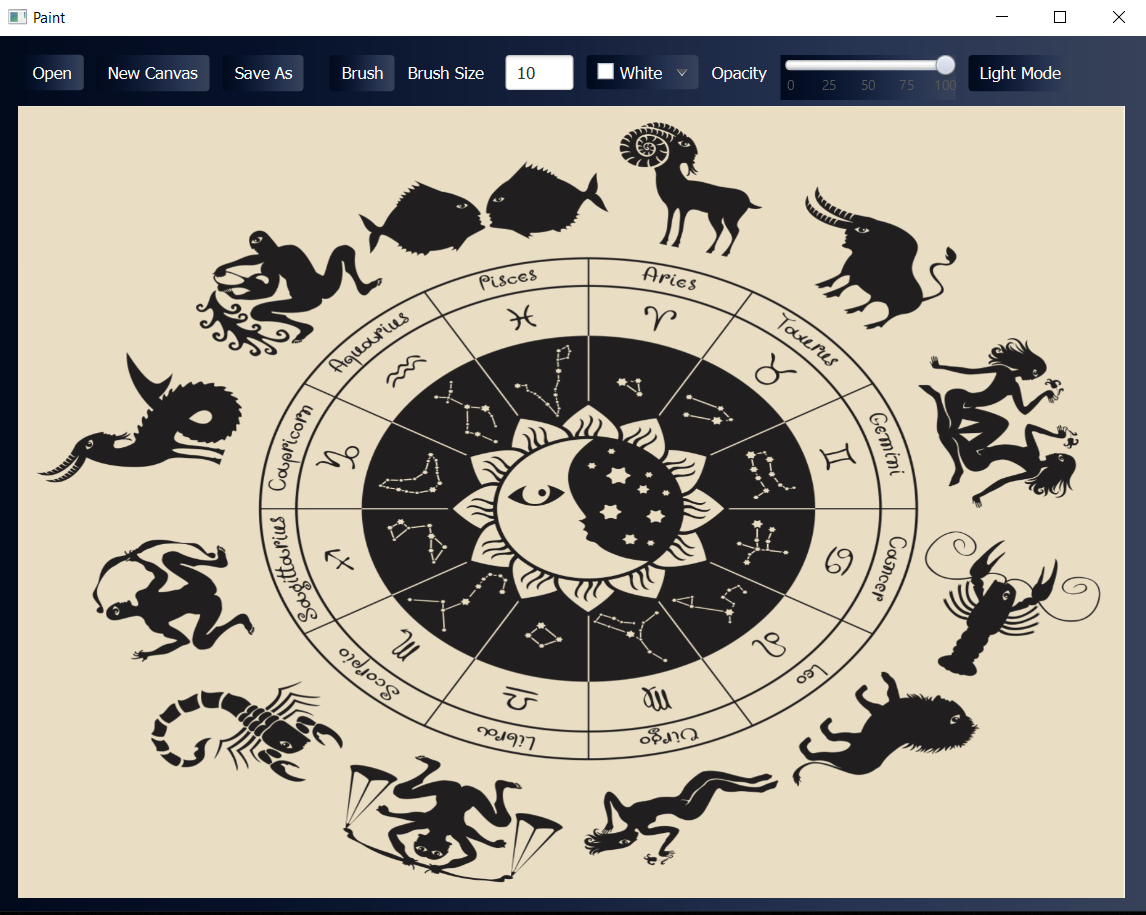 Paint
Open New Canvas Save As Brush Brush Size 10 White Opacity Light Mode
0 25 50 75 100
Pisces
Aries
Aquarius
Taurus
Capricorn
Gemini
Sagittarius
Cancer
Scorpio
Leo
Libra
Virgo